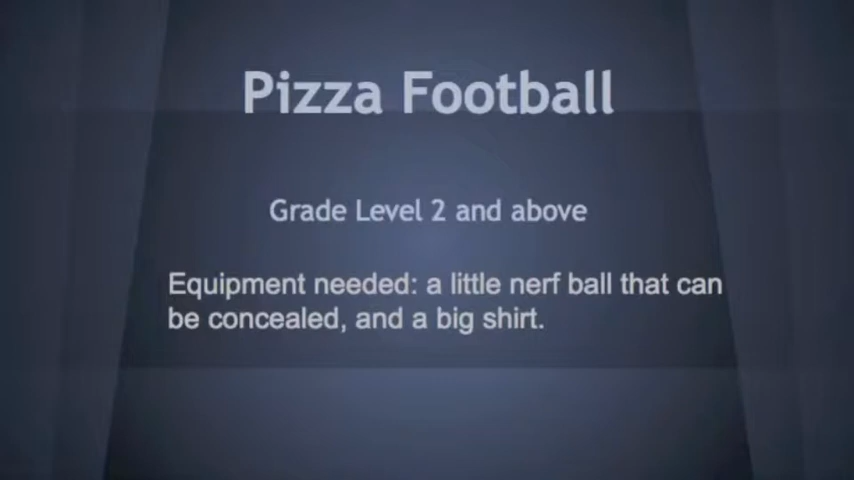 Pizza Football
Grade Level 2 and above
Equipment needed: a little nerf ball that can
be concealed, and a big shirt.